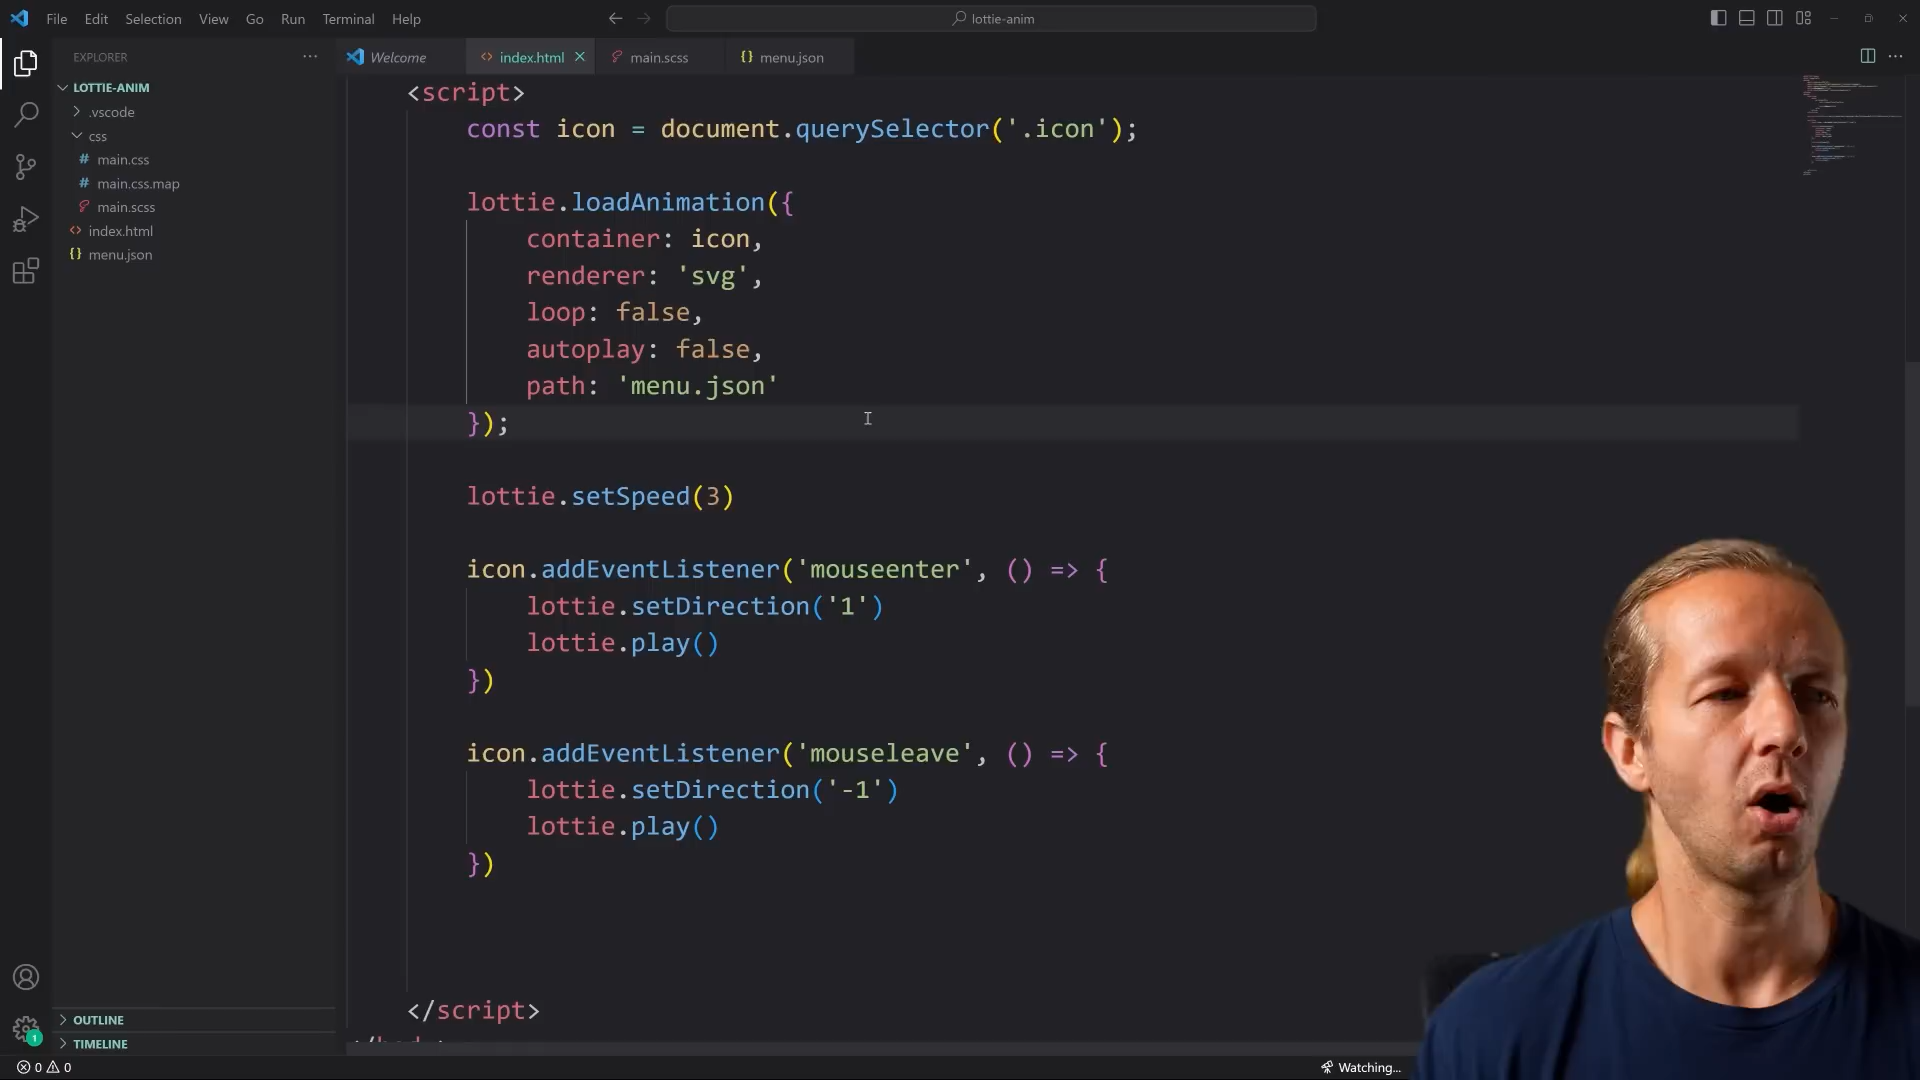 File Edit Selection View Go Run Terminal Help
lottie-anim
EXPLORER
LOTTIE-ANIM
.vscode
css
main.css
main.css.map
main.scss
index.html
menu.json
OUTLINE
TIMELINE
Welcome
index.html
main.scss
menu.json
<script>
const icon = document.querySelector('.icon');
lottie.loadAnimation({
container: icon,
renderer: 'svg',
loop: false,
autoplay: false,
path: 'menu.json'
});
lottie.setSpeed(3)
icon.addEventListener('mouseenter', () => {
lottie.setDirection('1')
lottie.play()
})
icon.addEventListener('mouseleave', () => {
lottie.setDirection('-1')
lottie.play()
})
</script>
1
0 0
Watching...